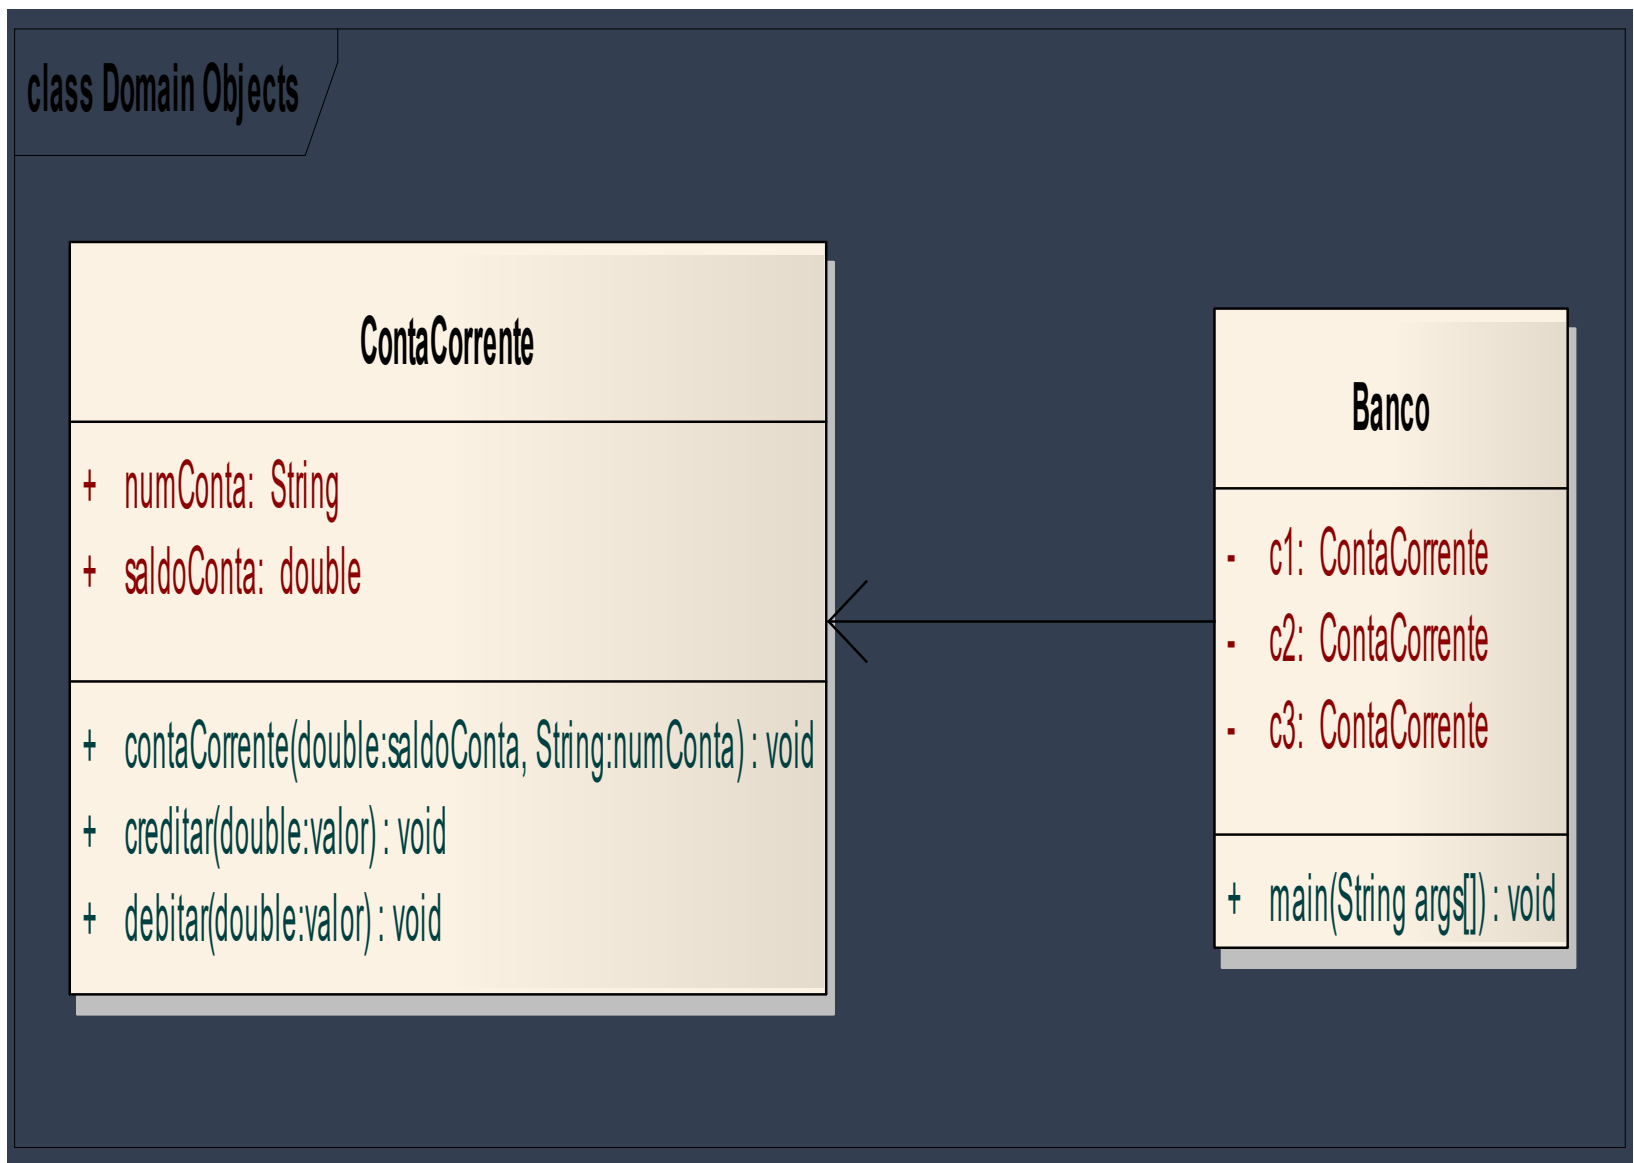 class Domain Objects
ContaCorrente
+ numConta: String
+ saldoConta: double
+ contaCorrente(double:saldoConta, String:numConta) : void
+ creditar(double:valor) : void
+ debitar(double:valor) : void
Banco
- c1: ContaCorrente
- c2: ContaCorrente
- c3: ContaCorrente
+ main(String args[]) : void